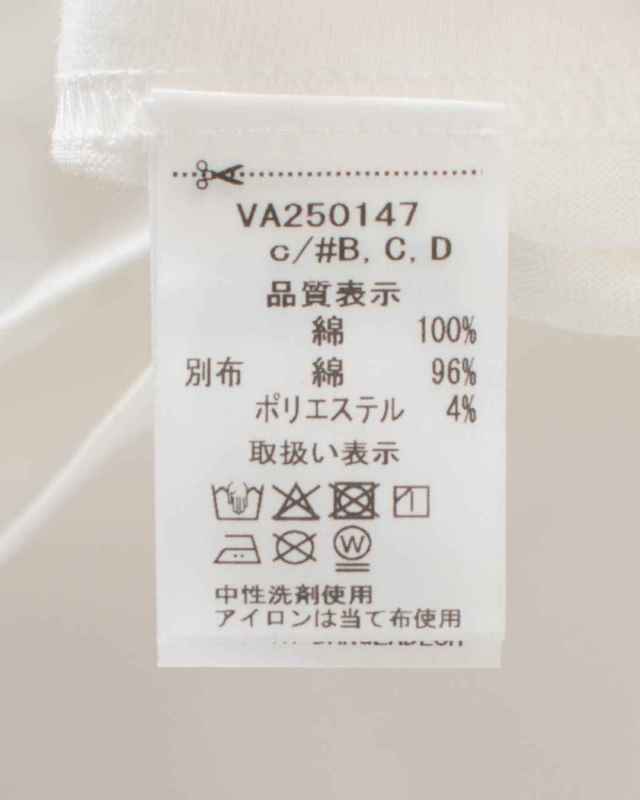 VA250147
c/#B, C, D
品質表示
綿 100%
別布 綿 96%
ポリエステル 4%
取扱い表示
W
中性洗剤使用
アイロンは当て布使用